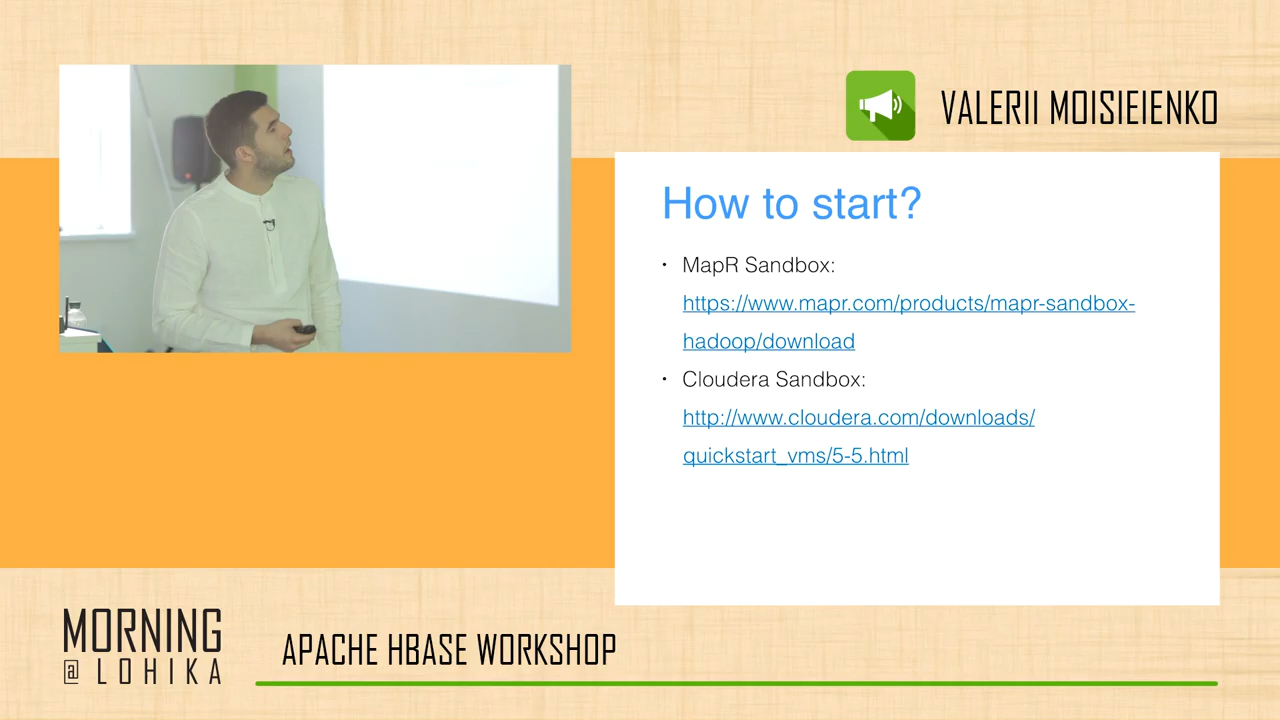 VALERII MOISIEIENKO
How to start?
• MapR Sandbox:
https://www.mapr.com/products/mapr-sandbox-
hadoop/download
• Cloudera Sandbox:
http://www.cloudera.com/downloads/
quickstart_vms/5-5.html
MORNING
@ LOHIKA
APACHE HBASE WORKSHOP